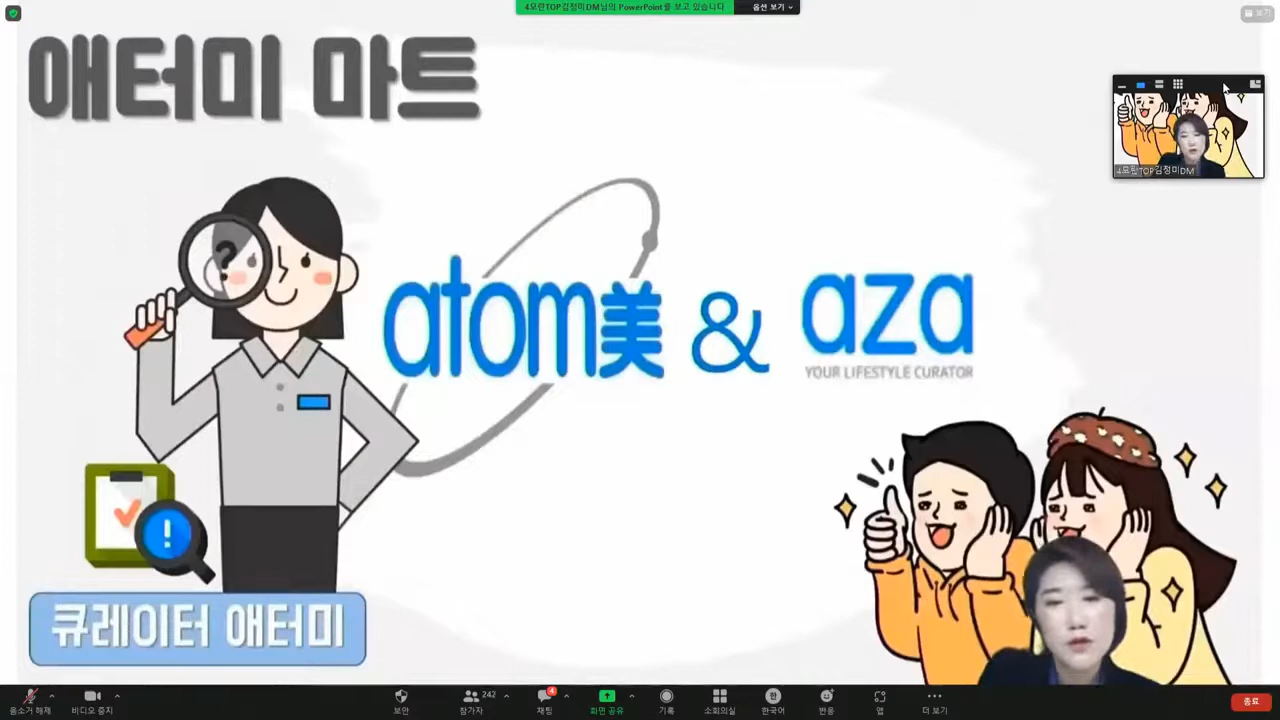 4모란TOP김정미DM님의 PowerPoint를 보고 있습니다
옵션 보기
보기
애터미 마트
4모란TOP김정미DM
?
atom美 & aza
YOUR LIFESTYLE CURATOR
!
큐레이터 애터미
음소거 해제
비디오 중지
보안
242
참가자
4
채팅
화면 공유
기록
소회의실
한
한국어
반응
앱
더 보기
종료